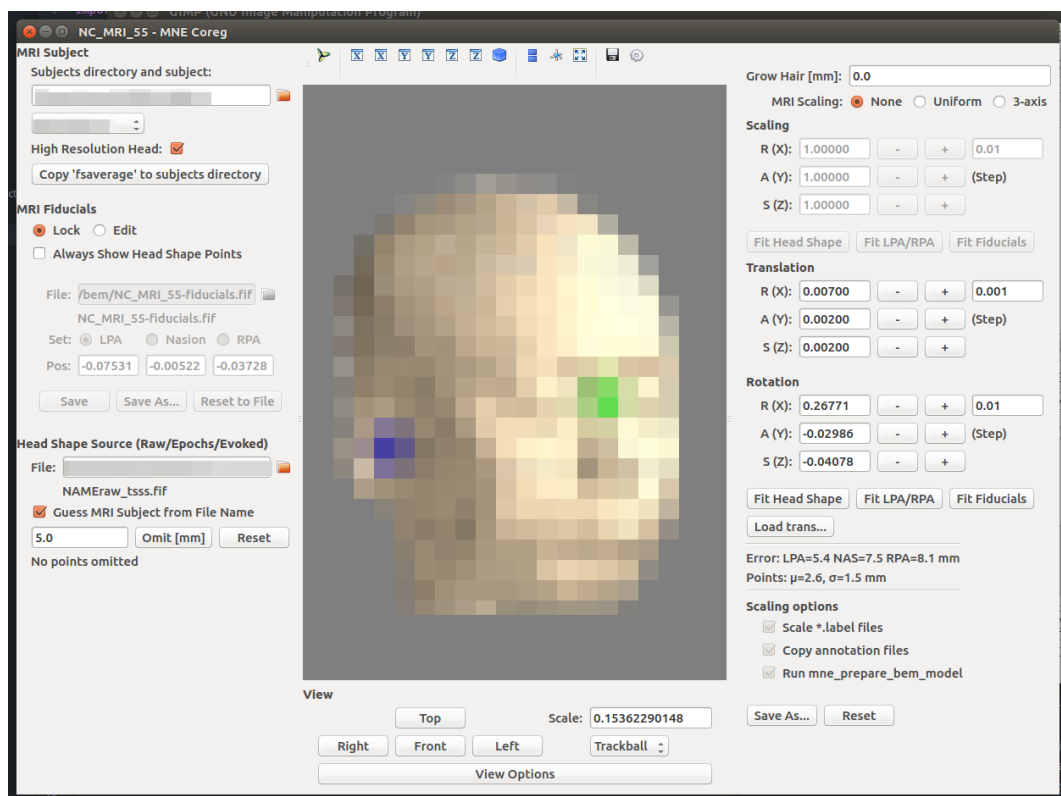 GIMP (GNU Image Manipulation Program)
NC_MRI_55 - MNE Coreg
MRI Subject
Subjects directory and subject:
High Resolution Head:
Copy 'fsaverage' to subjects directory
MRI Fiducials
Lock Edit
Always Show Head Shape Points
File: /bem/NC_MRI_55-fiducials.fif
NC_MRI_55-fiducials.fif
Set: LPA Nasion RPA
Pos: -0.07531 -0.00522 -0.03728
Save Save As... Reset to File
Head Shape Source (Raw/Epochs/Evoked)
File:
NAMEraw_tsss.fif
Guess MRI Subject from File Name
5.0 Omit [mm] Reset
No points omitted
X X Y Y Z Z
View
Top Scale: 0.15362290148
Right Front Left Trackball
View Options
Grow Hair [mm]: 0.0
MRI Scaling: None Uniform 3-axis
Scaling
R (X): 1.00000 - + 0.01
A (Y): 1.00000 - + (Step)
S (Z): 1.00000 - +
Fit Head Shape Fit LPA/RPA Fit Fiducials
Translation
R (X): 0.00700 - + 0.001
A (Y): 0.00200 - + (Step)
S (Z): 0.00200 - +
Rotation
R (X): 0.26771 - + 0.01
A (Y): -0.02986 - + (Step)
S (Z): -0.04078 - +
Fit Head Shape Fit LPA/RPA Fit Fiducials
Load trans...
Error: LPA=5.4 NAS=7.5 RPA=8.1 mm
Points: μ=2.6, σ=1.5 mm
Scaling options
Scale *.label files
Copy annotation files
Run mne_prepare_bem_model
Save As... Reset